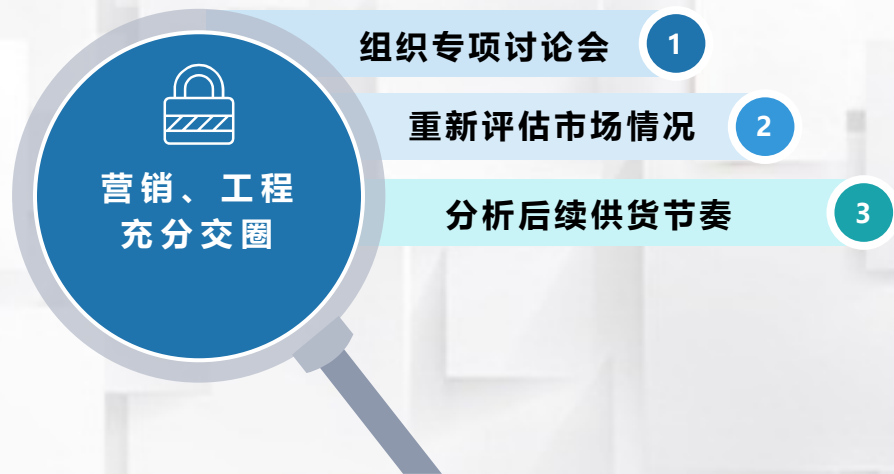 组织专项讨论会
1
重新评估市场情况
2
营销、工程
充分交圈
分析后续供货节奏
3